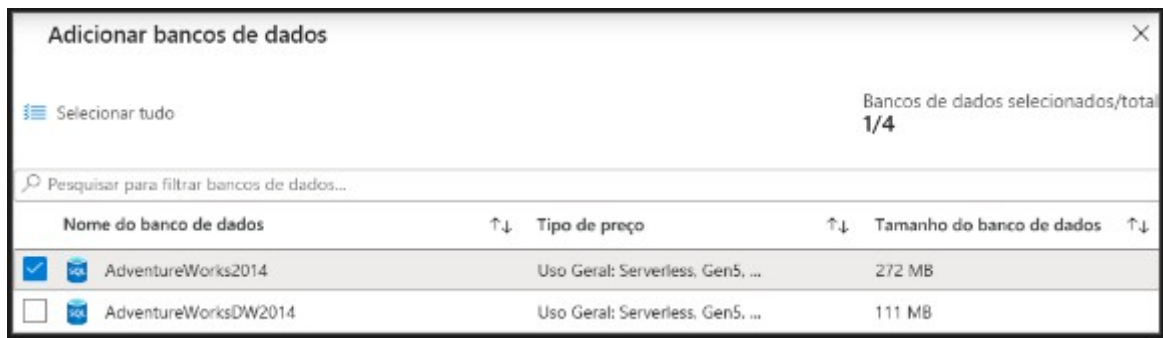 Adicionar bancos de dados
Selecionar tudo
Bancos de dados selecionados/total
1/4
Pesquisar para filtrar bancos de dados...
Nome do banco de dados Tipo de preço Tamanho do banco de dados
SQL AdventureWorks2014 Uso Geral: Serverless, Gen5, ... 272 MB
SQL AdventureWorksDW2014 Uso Geral: Serverless, Gen5, ... 111 MB